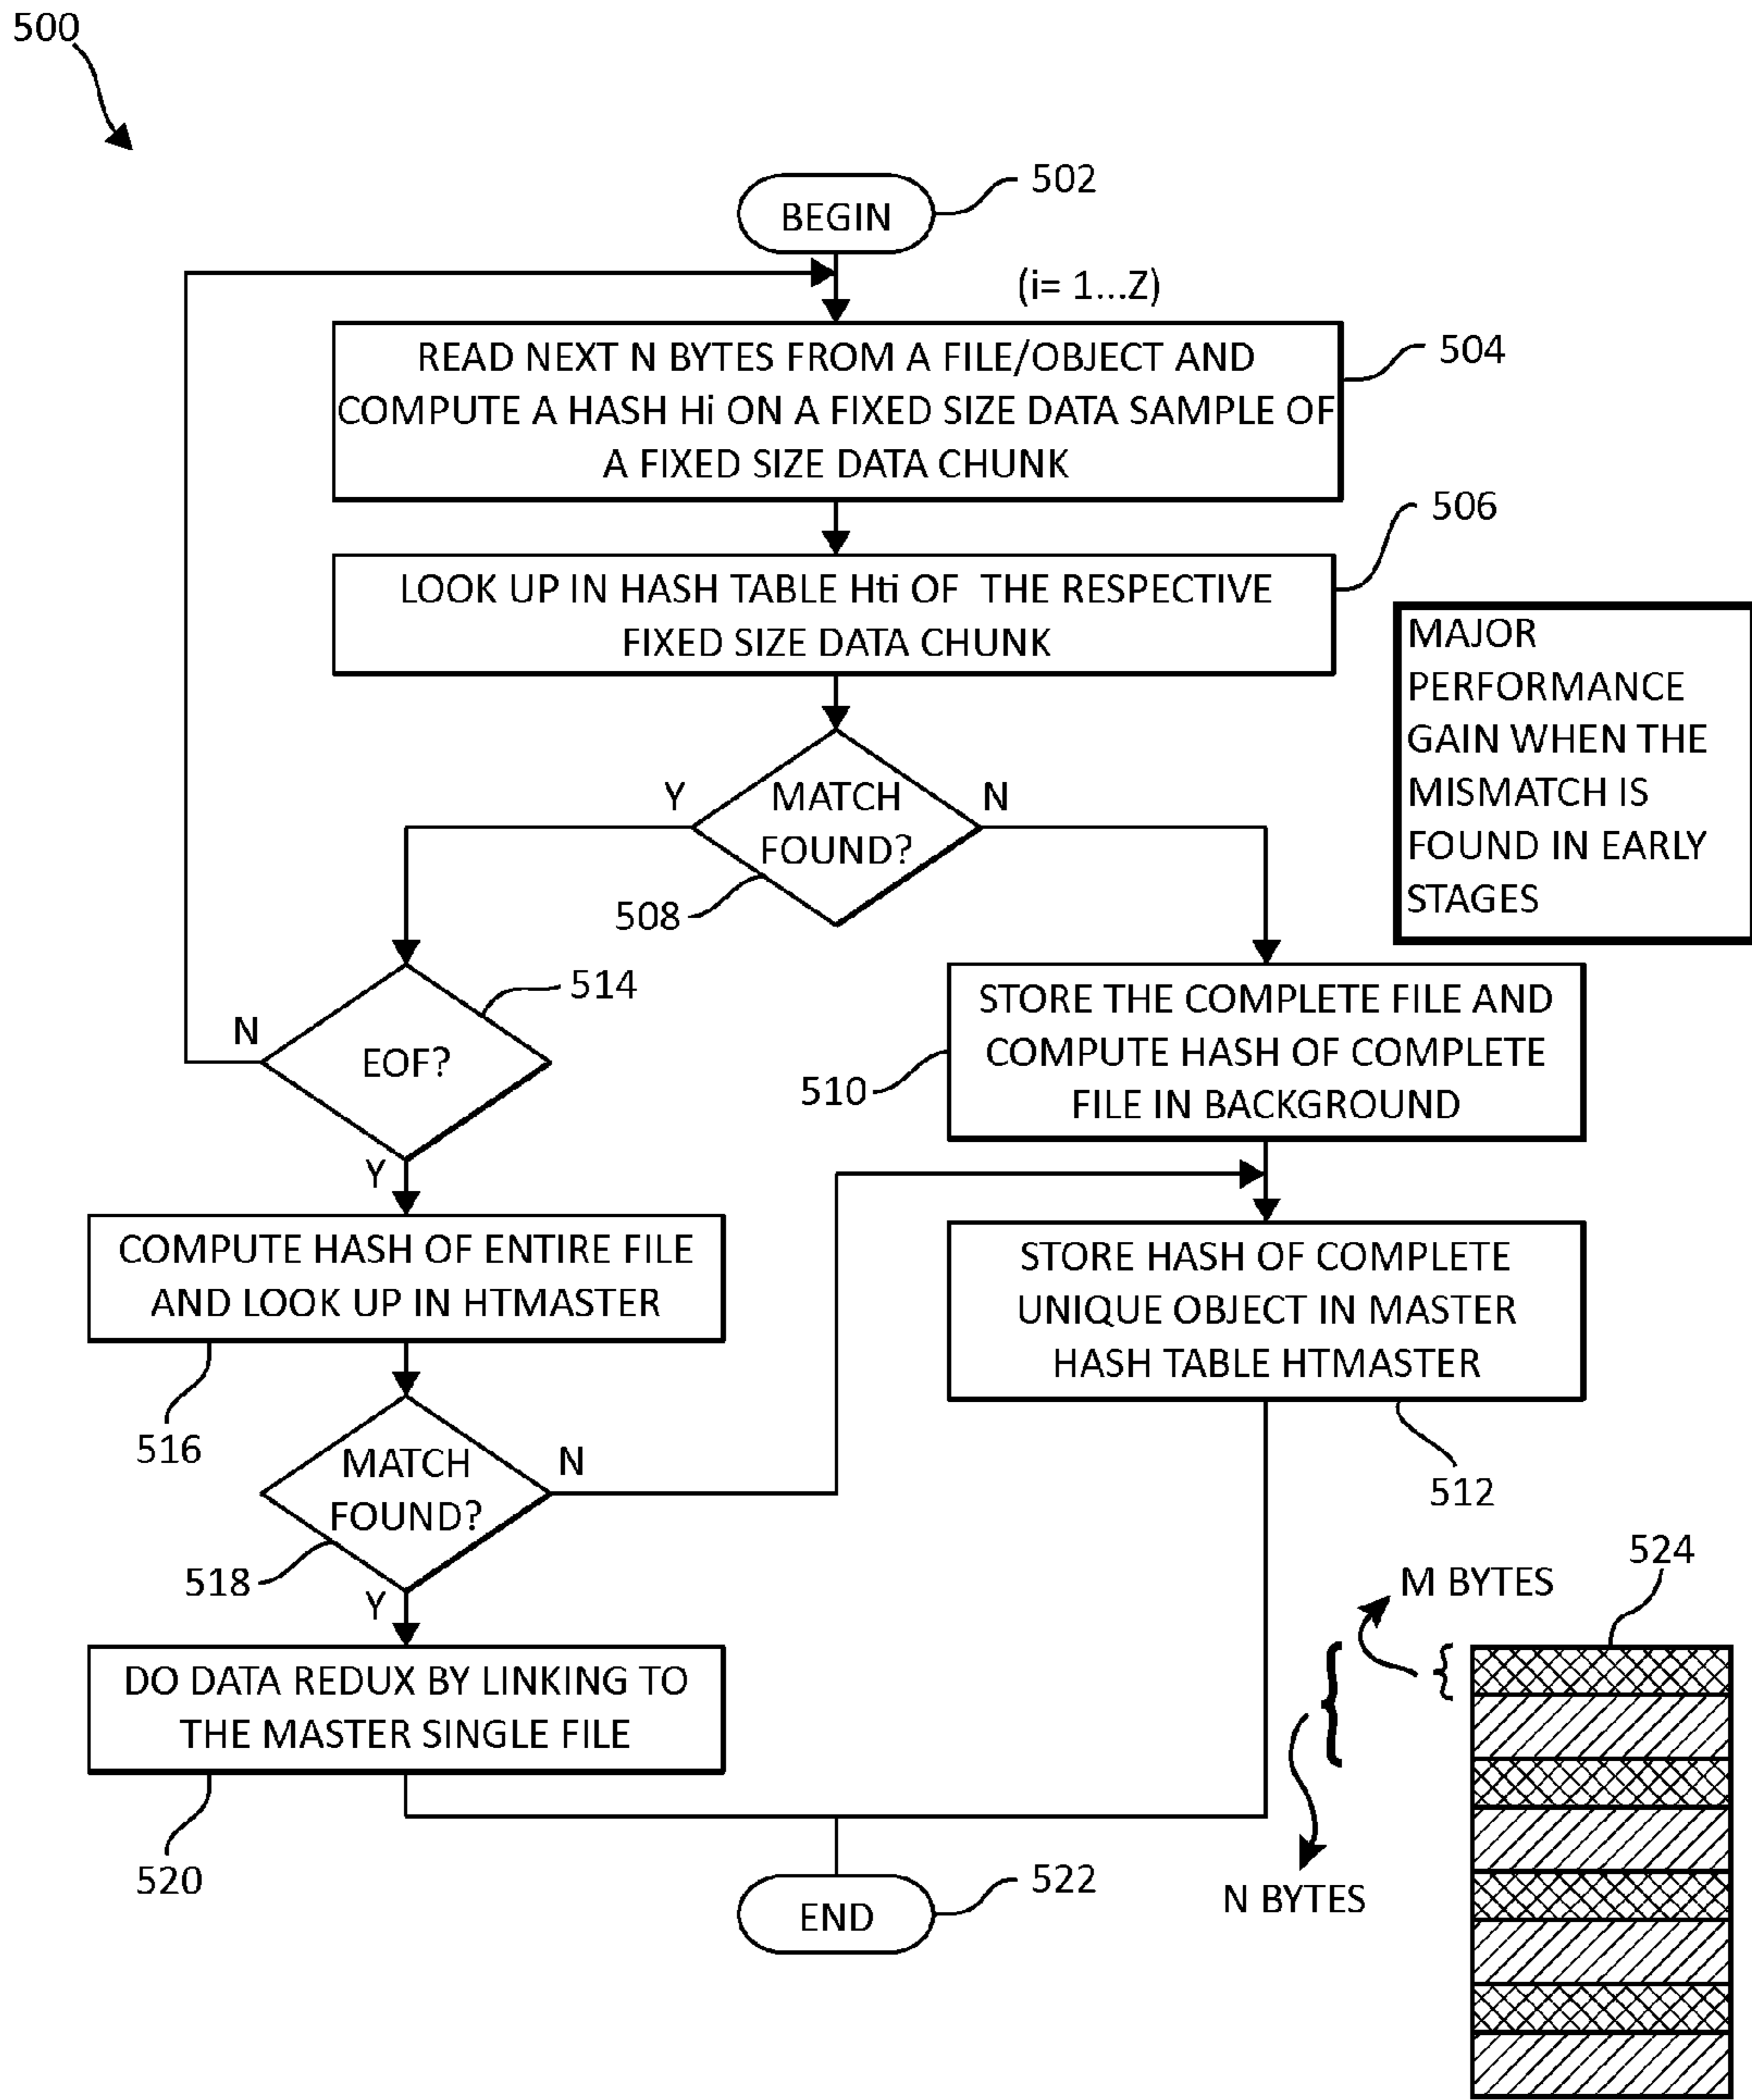 500
502
BEGIN
(i= 1...Z)
READ NEXT N BYTES FROM A FILE/OBJECT AND
COMPUTE A HASH Hi ON A FIXED SIZE DATA SAMPLE OF
A FIXED SIZE DATA CHUNK
504
506
LOOK UP IN HASH TABLE Hti OF THE RESPECTIVE
FIXED SIZE DATA CHUNK
MAJOR
PERFORMANCE
GAIN WHEN THE
MISMATCH IS
FOUND IN EARLY
STAGES
Y
MATCH
FOUND?
N
508
514
N
EOF?
Y
STORE THE COMPLETE FILE AND
COMPUTE HASH OF COMPLETE
FILE IN BACKGROUND
510
COMPUTE HASH OF ENTIRE FILE
AND LOOK UP IN HTMASTER
516
STORE HASH OF COMPLETE
UNIQUE OBJECT IN MASTER
HASH TABLE HTMASTER
512
MATCH
FOUND?
N
518
Y
524
M BYTES
DO DATA REDUX BY LINKING TO
THE MASTER SINGLE FILE
520
N BYTES
522
END